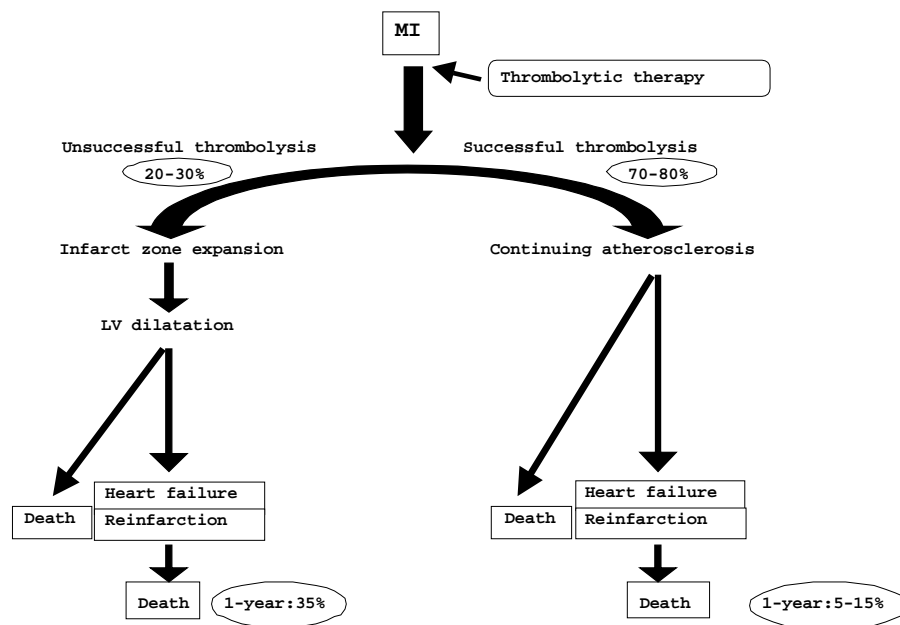 MI
Thrombolytic therapy
Unsuccessful thrombolysis
20-30%
Successful thrombolysis
70-80%
Infarct zone expansion
Continuing atherosclerosis
LV dilatation
Death
Heart failure
Reinfarction
Death
Heart failure
Reinfarction
Death
1-year:35%
Death
1-year:5-15%